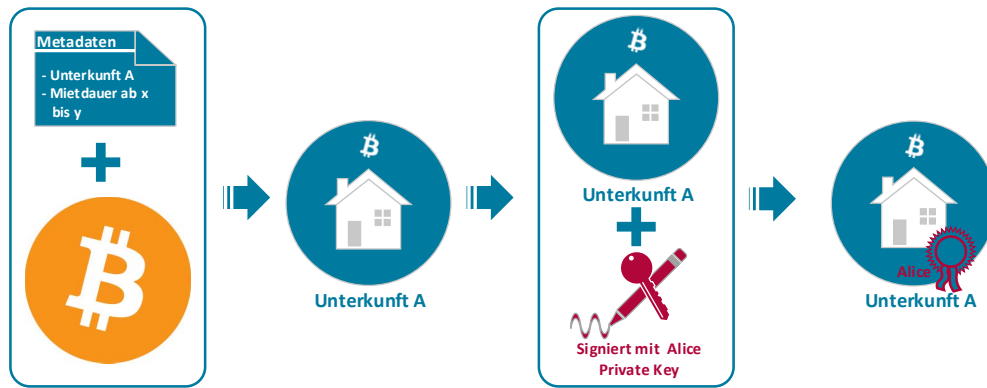 Metadaten
- Unterkunft A
- Mietdauer ab x
bis y
Unterkunft A
Unterkunft A
Signiert mit Alice
Private Key
Alice
Unterkunft A